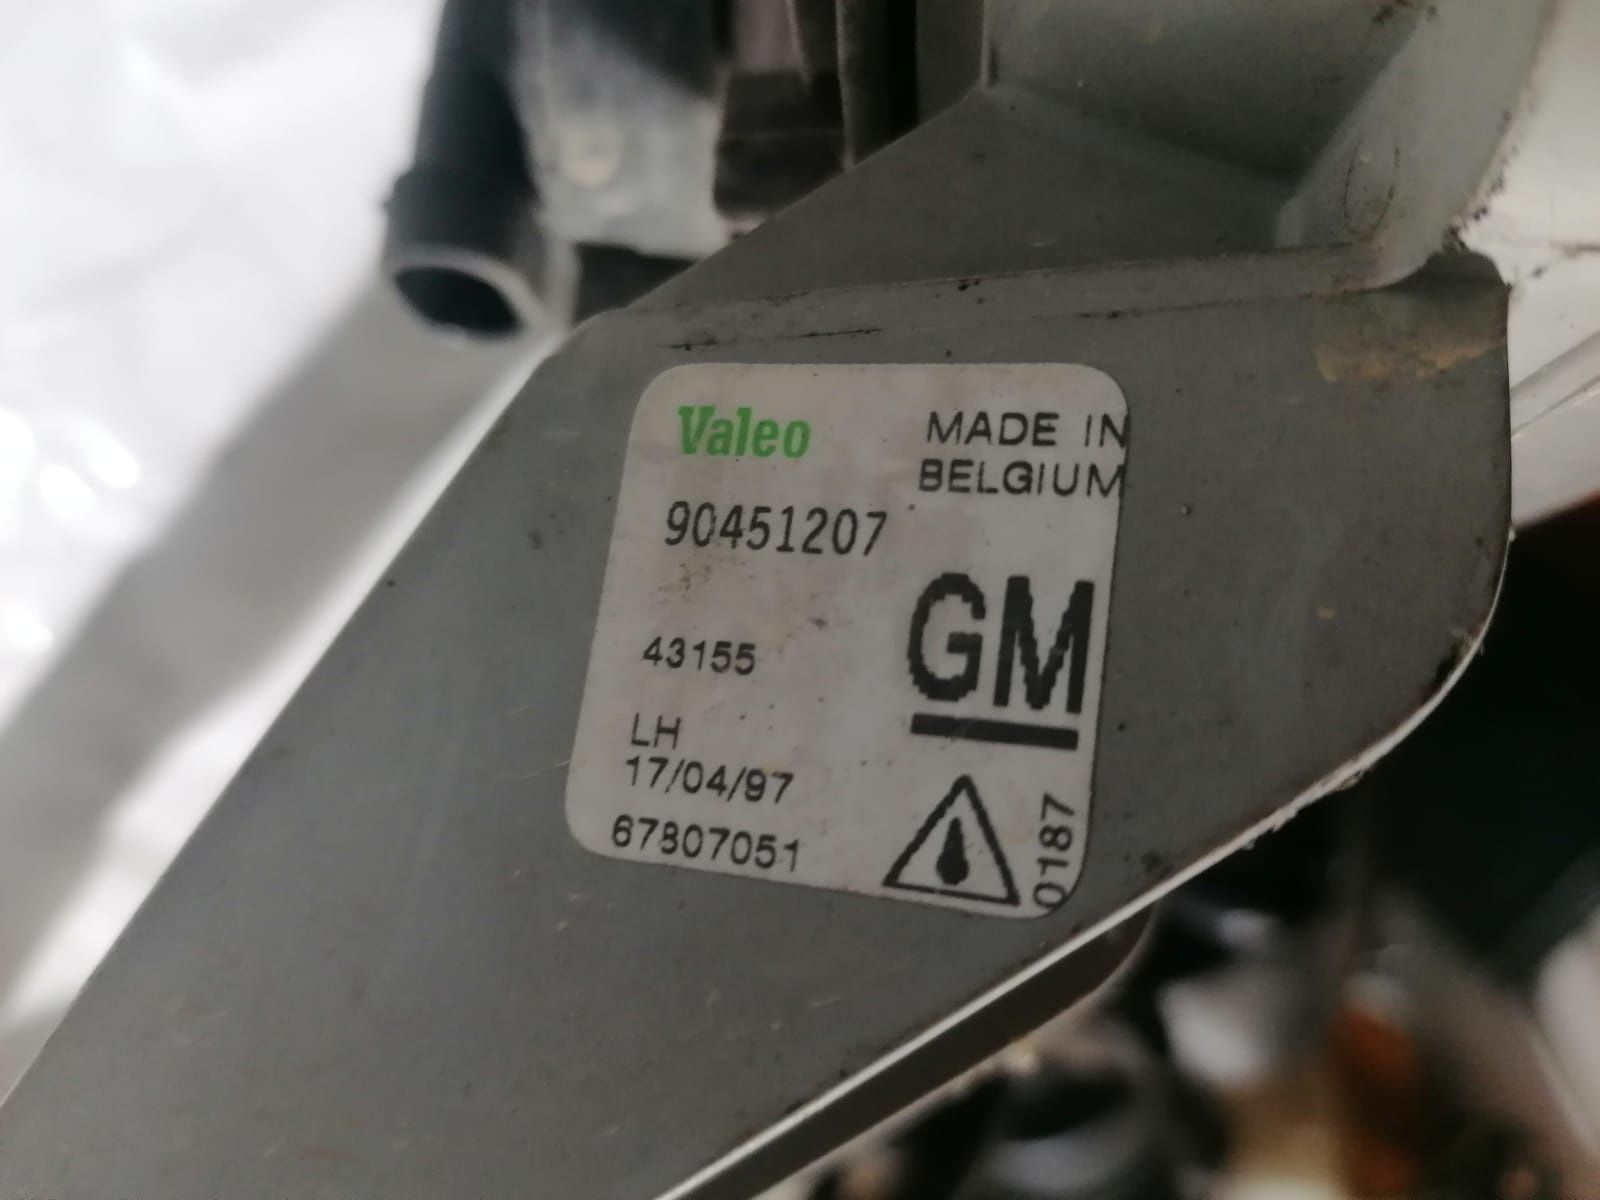 Valeo
MADE IN
BELGIUM
90451207
GM
43155
LH
17/04/97
67807051
0187